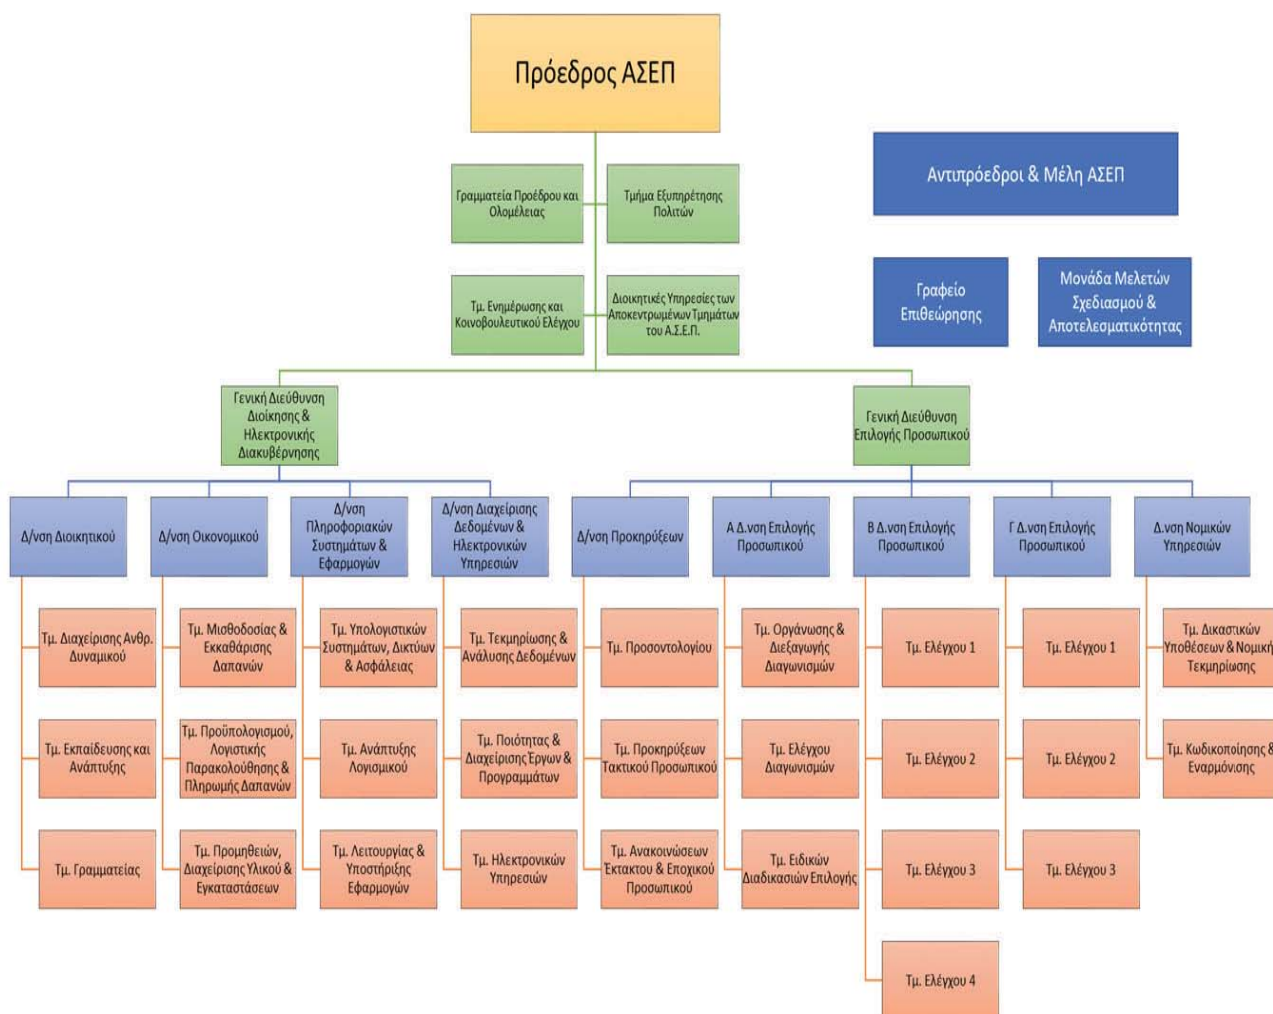 Πρόεδρος ΑΣΕΠ
Αντιπρόεδροι & Μέλη ΑΣΕΠ
Γραμματεία Προέδρου και
Ολομέλειας
Τμήμα Εξυπηρέτησης
Πολιτών
Γραφείο
Επιθεώρησης
Μονάδα Μελετών
Σχεδιασμού &
Αποτελεσματικότητας
Τμ. Ενημέρωσης και
Κοινοβουλευτικού Ελέγχου
Διοικητικές Υπηρεσίες των
Αποκεντρωμένων Τμημάτων
του Α.Σ.Ε.Π.
Γενική Διεύθυνση
Διοίκησης &
Ηλεκτρονικής
Διακυβέρνησης
Γενική Διεύθυνση
Επιλογής Προσωπικού
Δ/νση Διοικητικού
Δ/νση Οικονομικού
Δ/νση
Πληροφοριακών
Συστημάτων &
Εφαρμογών
Δ/νση Διαχείρισης
Δεδομένων &
Ηλεκτρονικών
Υπηρεσιών
Δ/νση Προκηρύξεων
Α Δ.νση Επιλογής
Προσωπικού
Β Δ.νση Επιλογής
Προσωπικού
Γ Δ.νση Επιλογής
Προσωπικού
Δ.νση Νομικών
Υπηρεσιών
Τμ. Διαχείρισης Ανθρ.
Δυναμικού
Τμ. Μισθοδοσίας &
Εκκαθάρισης
Δαπανών
Τμ. Υπολογιστικών
Συστημάτων, Δικτύων
& Ασφάλειας
Τμ. Τεκμηρίωσης &
Ανάλυσης Δεδομένων
Τμ. Προσοντολογίου
Τμ. Οργάνωσης &
Διεξαγωγής
Διαγωνισμών
Τμ. Ελέγχου 1
Τμ. Ελέγχου 1
Τμ. Δικαστικών
Υποθέσεων & Νομική
Τεκμηρίωσης
Τμ. Εκπαίδευσης και
Ανάπτυξης
Τμ. Προϋπολογισμού,
Λογιστικής
Παρακολούθησης &
Πληρωμής Δαπανών
Τμ. Ανάπτυξης
Λογισμικού
Τμ. Ποιότητας &
Διαχείρισης Έργων &
Προγραμμάτων
Τμ. Προκηρύξεων
Τακτικού Προσωπικού
Τμ. Ελέγχου
Διαγωνισμών
Τμ. Ελέγχου 2
Τμ. Ελέγχου 2
Τμ. Κωδικοποίησης &
Εναρμόνισης
Τμ. Γραμματείας
Τμ. Προμηθειών,
Διαχείρισης Υλικού &
Εγκαταστάσεων
Τμ. Λειτουργίας &
Υποστήριξης
Εφαρμογών
Τμ. Ηλεκτρονικών
Υπηρεσιών
Τμ. Ανακοινώσεων
Έκτακτου & Εποχικού
Προσωπικού
Τμ. Ειδικών
Διαδικασιών Επιλογής
Τμ. Ελέγχου 3
Τμ. Ελέγχου 3
Τμ. Ελέγχου 4